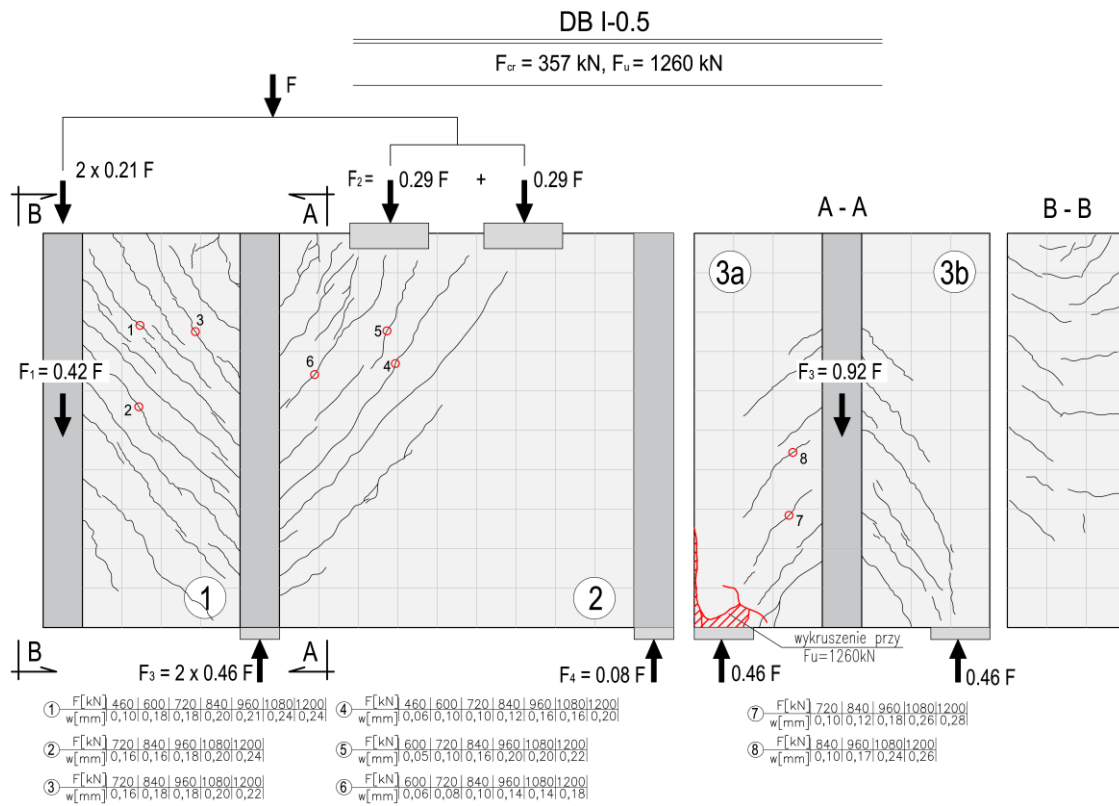 DB I-0.5
Fcr = 357 kN, Fu = 1260 kN
F
2 x 0.21 F
F2 = 0.29 F + 0.29 F
B A A - A B - B
3a 3b
1 3
5
4
6
F1 = 0.42 F F3 = 0.92 F
2
8
7
1 2
wykruszenie przy
Fu=1260kN
B A
F3 = 2 x 0.46 F F4 = 0.08 F 0.46 F 0.46 F
1 F[kN] 460 600 720 840 960 1080 1200
w[mm] 0,10 0,18 0,18 0,20 0,21 0,24 0,24
4 F[kN] 460 600 720 840 960 1080 1200
w[mm] 0,06 0,10 0,10 0,12 0,16 0,16 0,20
7 F[kN] 720 840 960 1080 1200
w[mm] 0,10 0,12 0,18 0,26 0,28
2 F[kN] 720 840 960 1080 1200
w[mm] 0,16 0,16 0,18 0,20 0,24
5 F[kN] 600 720 840 960 1080 1200
w[mm] 0,05 0,10 0,16 0,20 0,20 0,22
8 F[kN] 840 960 1080 1200
w[mm] 0,10 0,17 0,24 0,26
3 F[kN] 720 840 960 1080 1200
w[mm] 0,16 0,18 0,18 0,20 0,22
6 F[kN] 600 720 840 960 1080 1200
w[mm] 0,06 0,08 0,10 0,14 0,14 0,18